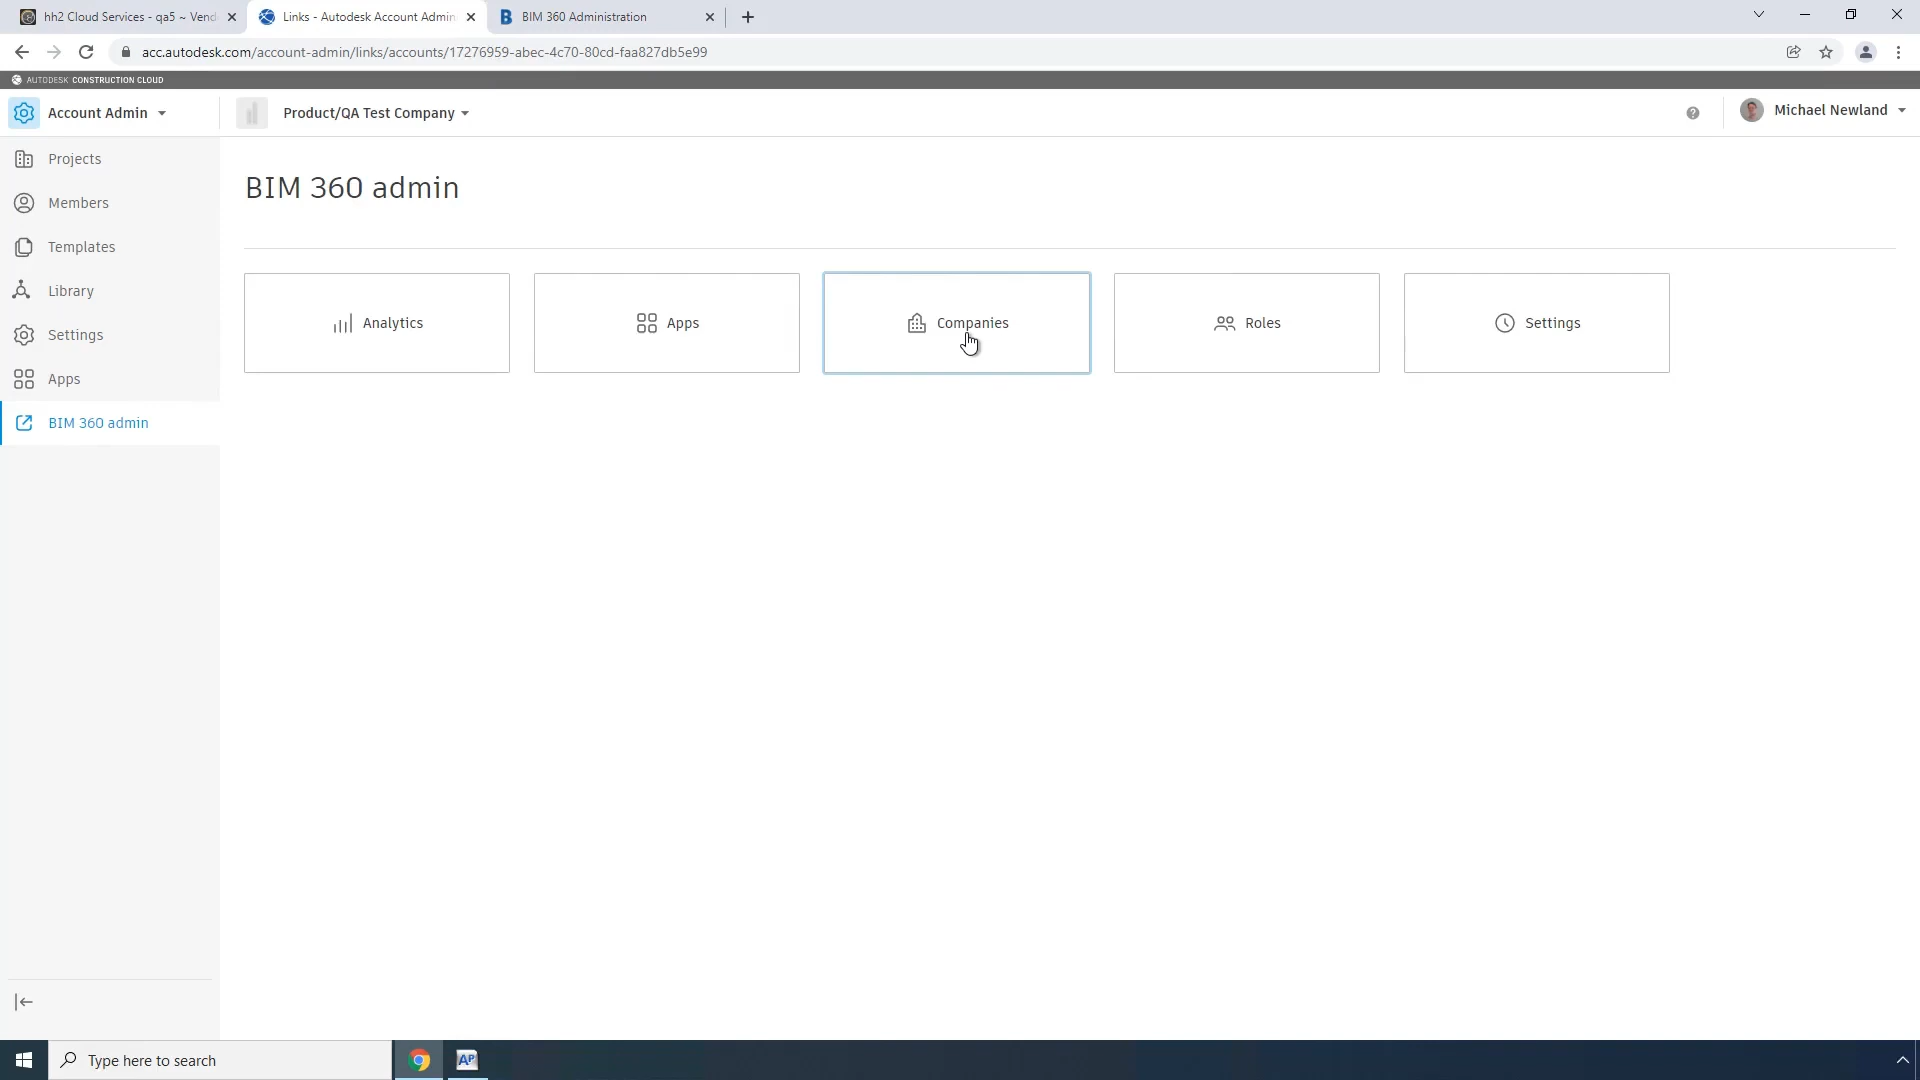 hh2 Cloud Services - qa5 ~ Vend
Links - Autodesk Account Admin
BIM 360 Administration
acc.autodesk.com/account-admin/links/accounts/17276959-abec-4c70-80cd-faa827db5e99
AUTODESK CONSTRUCTION CLOUD
Account Admin
Product/QA Test Company
Michael Newland
Projects
Members
Templates
Library
Settings
Apps
BIM 360 admin
BIM 360 admin
Analytics
Apps
Companies
Roles
Settings
Type here to search
AP